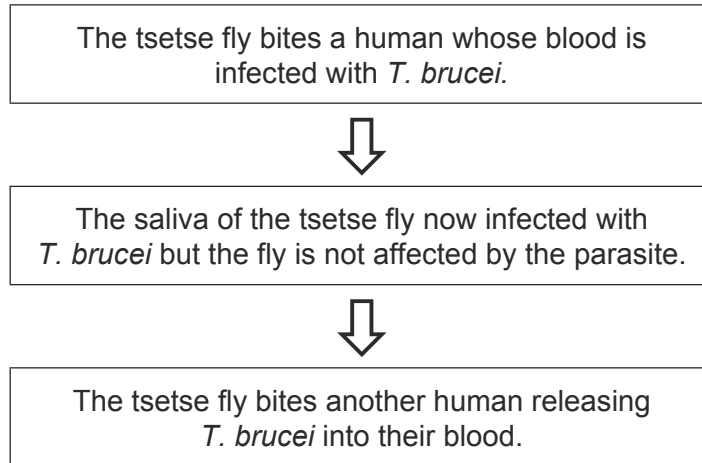 The tsetse fly bites a human whose blood is
infected with T. brucei.
The saliva of the tsetse fly now infected with
T. brucei but the fly is not affected by the parasite.
The tsetse fly bites another human releasing
T. brucei into their blood.